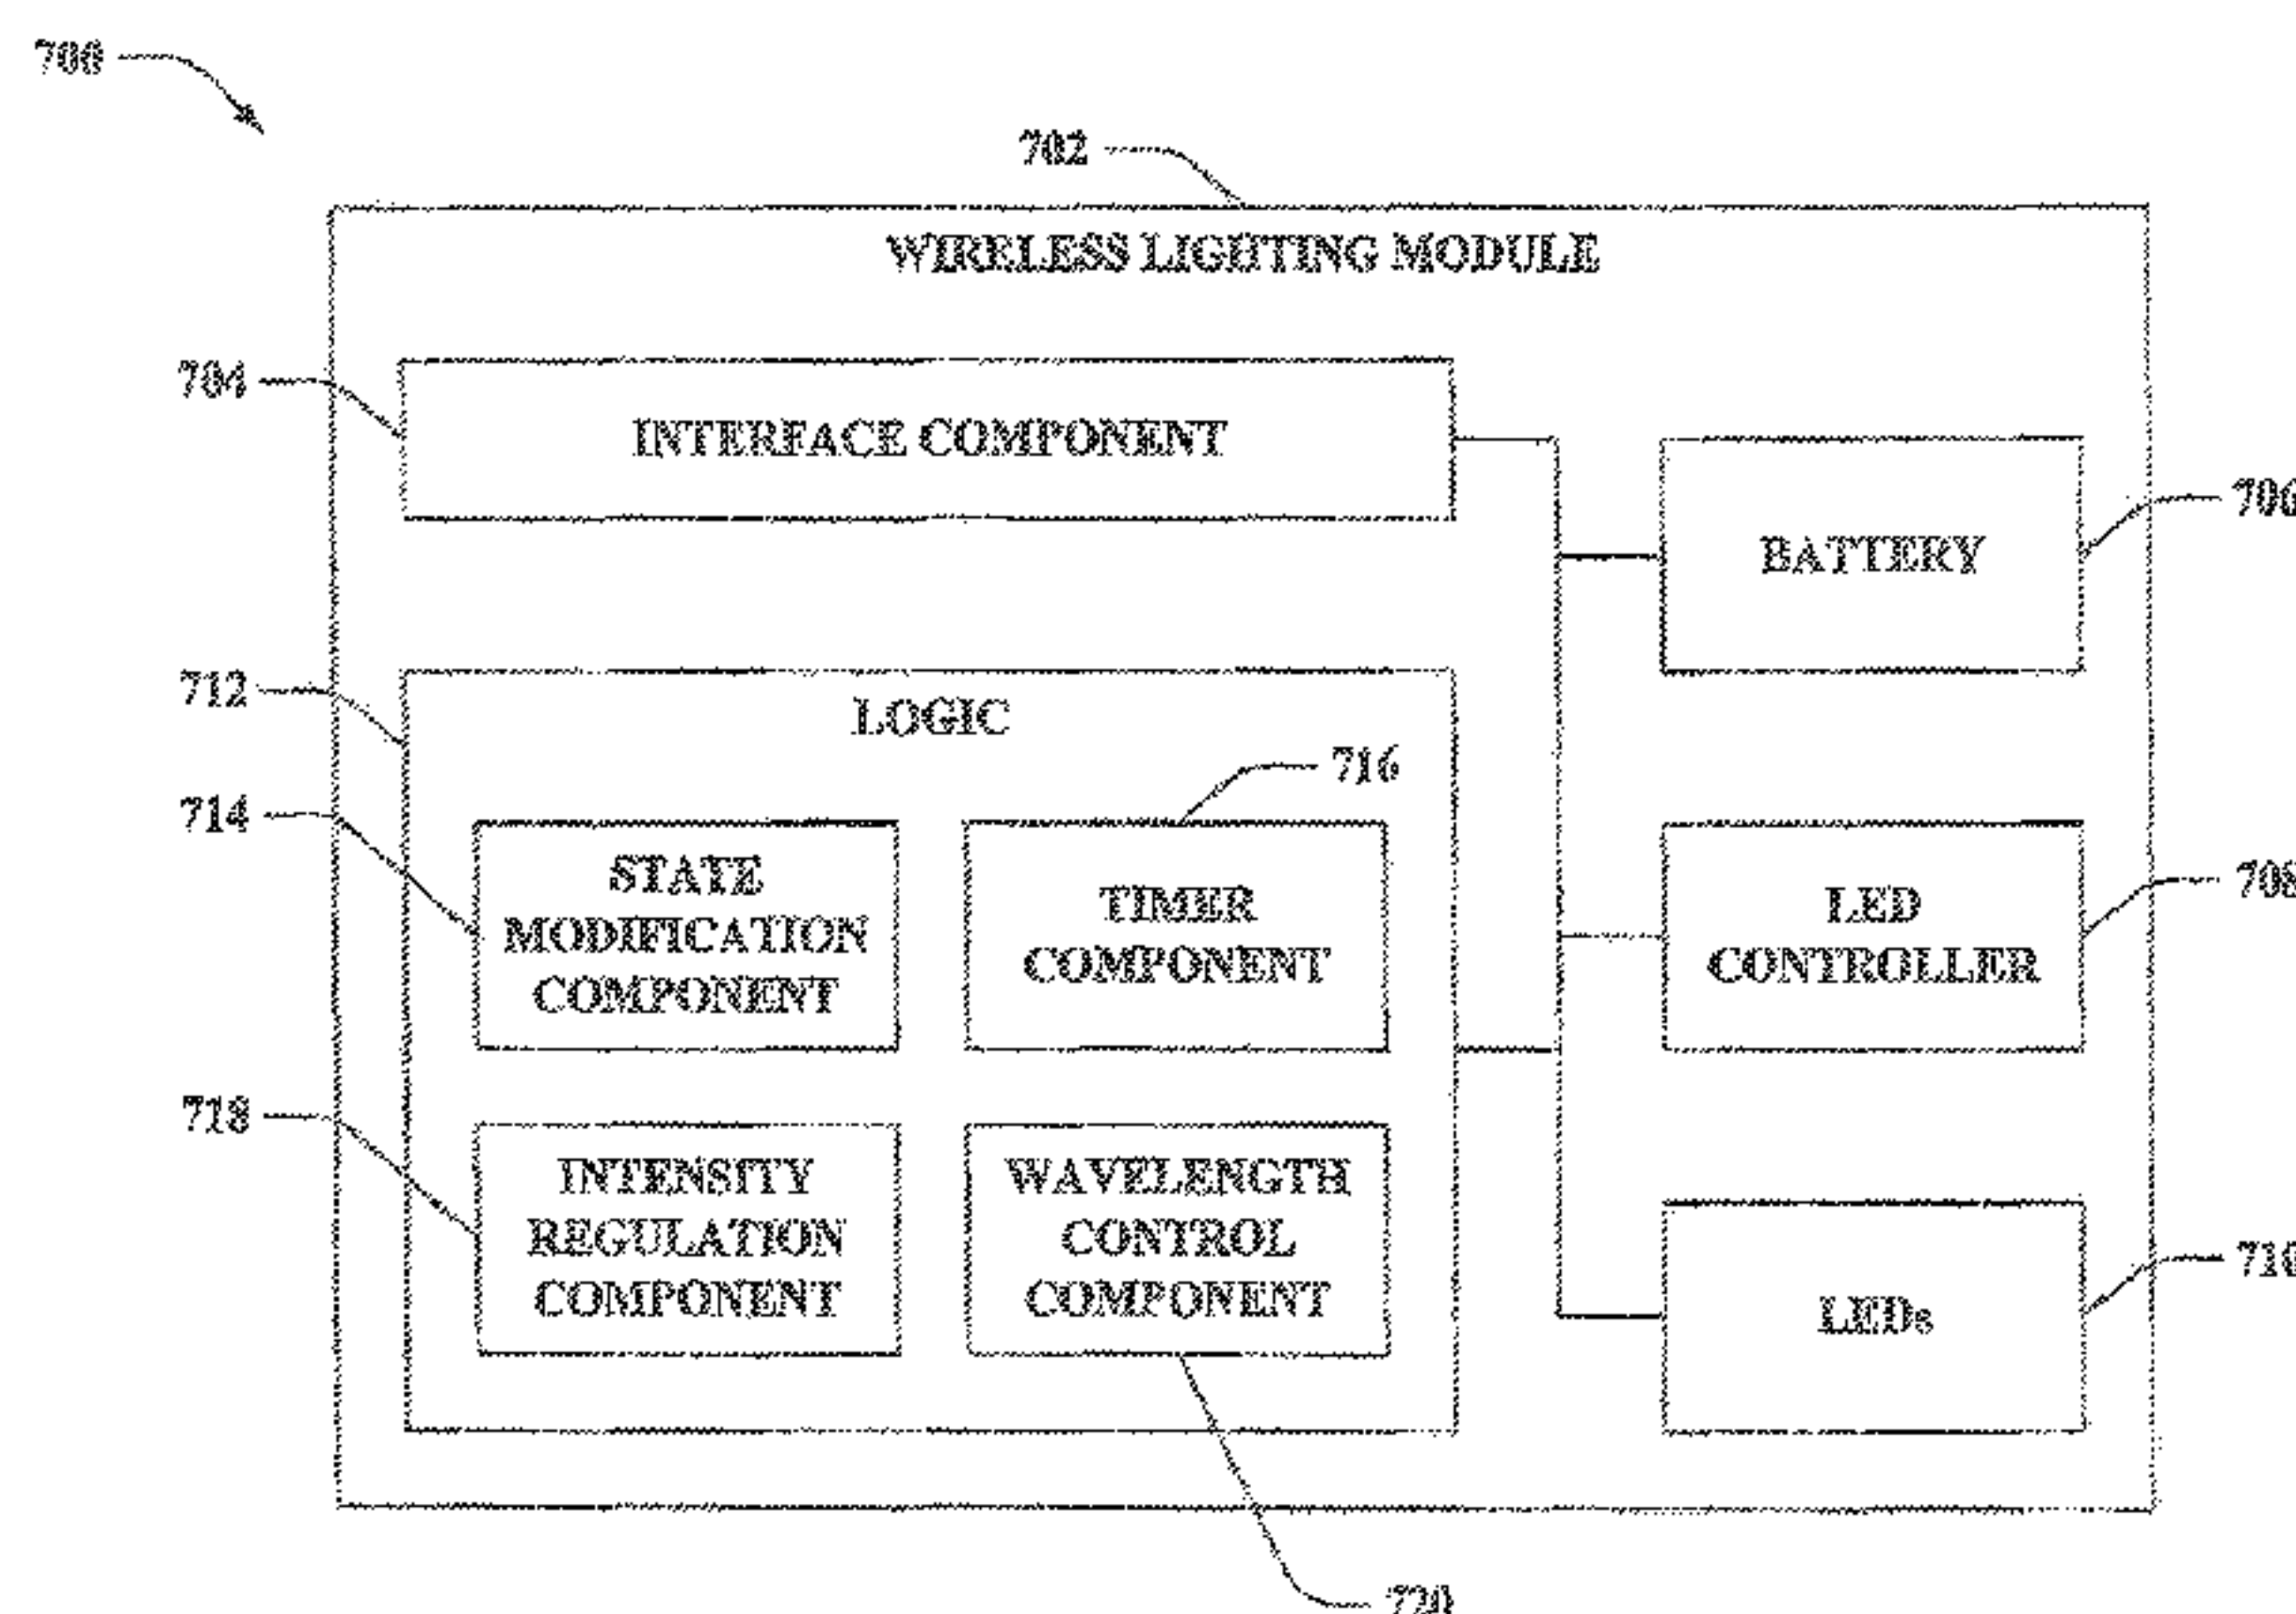 700
702
WIRELESS LIGHTING MODULE
704
INTERFACE COMPONENT
706
BATTERY
712
LOGIC
716
714
STATE
MODIFICATION
COMPONENT
TIMER
COMPONENT
708
LED
CONTROLLER
718
INTENSITY
REGULATION
COMPONENT
WAVELENGTH
CONTROL
COMPONENT
710
LEDs
720